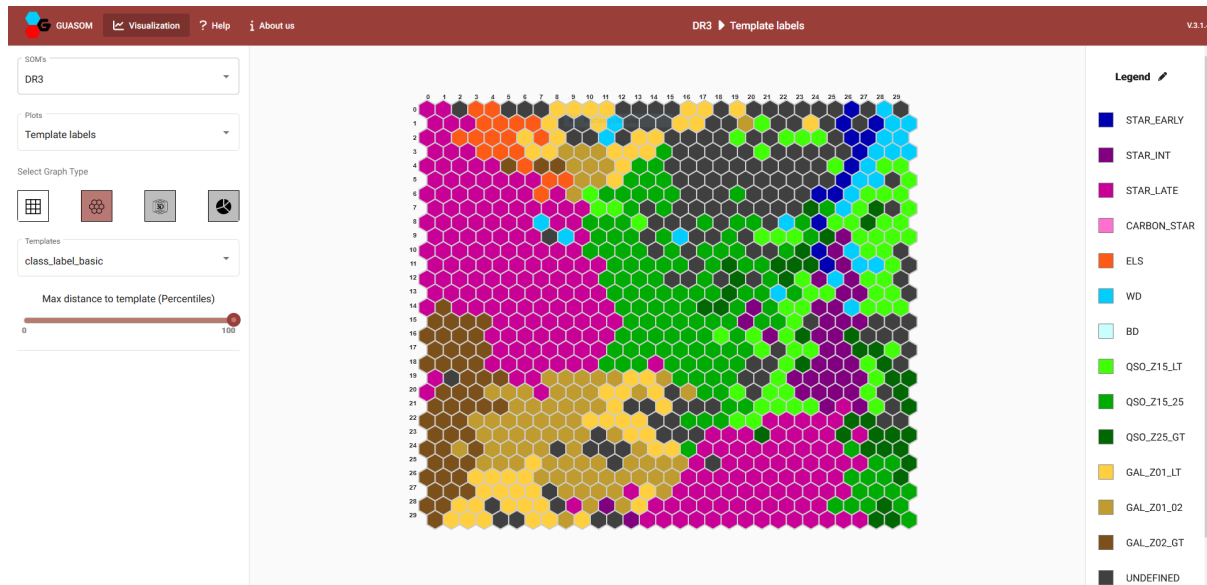 GUASOM Visualization ? Help i About us DR3 Template labels V.3.1.
SOM's
DR3
Plots
Template labels
Select Graph Type
3D
Templates
class_label_basic
Max distance to template (Percentiles)
0 100
0 1 2 3 4 5 6 7 8 9 10 11 12 13 14 15 16 17 18 19 20 21 22 23 24 25 26 27 28 29
0
1
2
3
4
5
6
7
8
9
10
11
12
13
14
15
16
17
18
19
20
21
22
23
24
25
26
27
28
29
Legend
STAR_EARLY
STAR_INT
STAR_LATE
CARBON_STAR
ELS
WD
BD
QSO_Z15_LT
QSO_Z15_25
QSO_Z25_GT
GAL_Z01_LT
GAL_Z01_02
GAL_Z02_GT
UNDEFINED